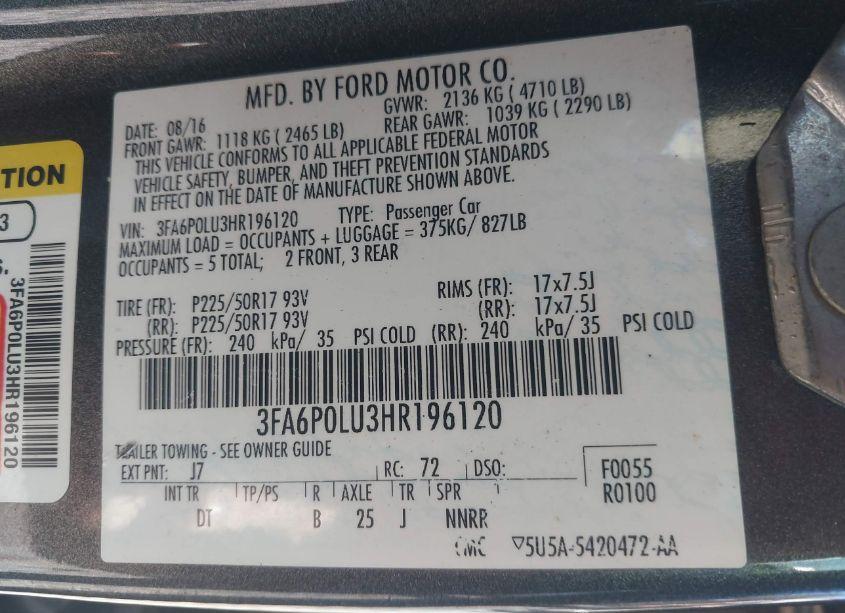 MFD. BY FORD MOTOR CO.
DATE: 08/16 GVWR: 2136 KG ( 4710 LB)
FRONT GAWR: 1118 KG ( 2465 LB) REAR GAWR: 1039 KG ( 2290 LB)
THIS VEHICLE CONFORMS TO ALL APPLICABLE FEDERAL MOTOR
VEHICLE SAFETY, BUMPER, AND THEFT PREVENTION STANDARDS
IN EFFECT ON THE DATE OF MANUFACTURE SHOWN ABOVE.
VIN: 3FA6P0LU3HR196120 TYPE: Passenger Car
MAXIMUM LOAD = OCCUPANTS + LUGGAGE = 375KG/ 827LB
OCCUPANTS = 5 TOTAL; 2 FRONT, 3 REAR
TIRE (FR): P225/50R17 93V RIMS (FR): 17x7.5J
(RR): P225/50R17 93V (RR): 17x7.5J
PRESSURE (FR): 240 kPa/ 35 PSI COLD (RR): 240 kPa/ 35 PSI COLD
3FA6P0LU3HR196120
TRAILER TOWING - SEE OWNER GUIDE
EXT PNT: J7 RC: 72 DSO: F0055
INT TR TP/PS R AXLE TR SPR R0100
DT B 25 J NNRR
▽5U5A-5420472-AA
TION
3
3FA6P0LU3HR196120